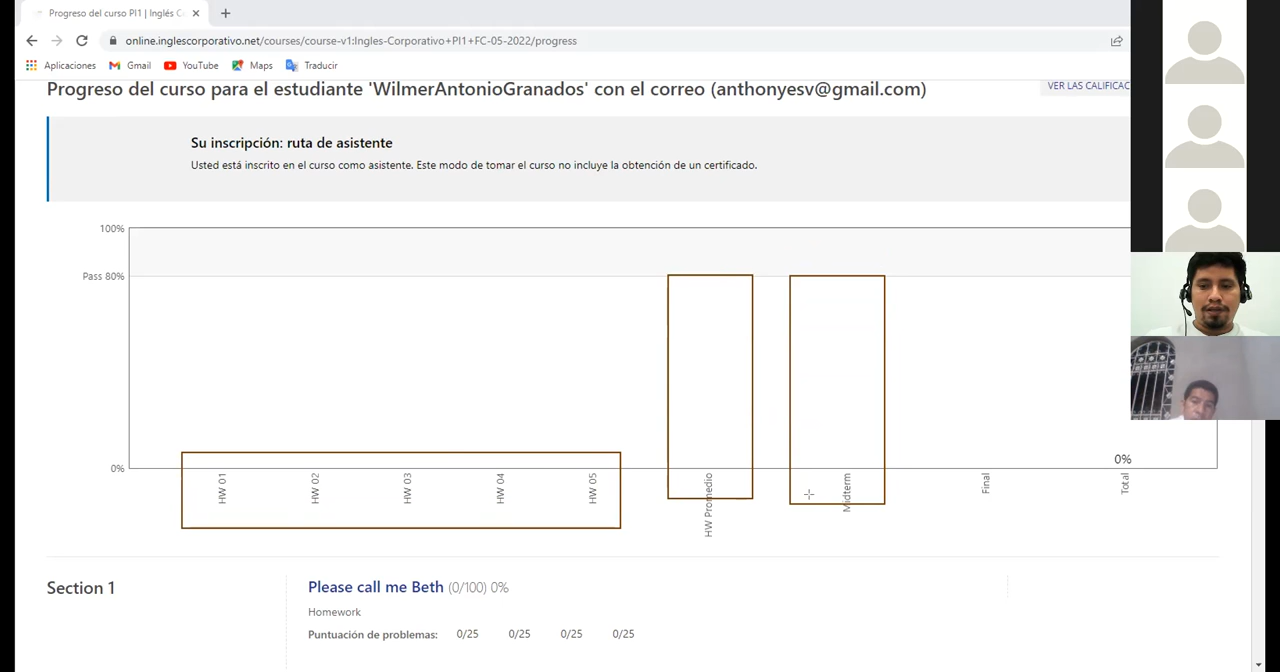 Progreso del curso PI1 | Inglés C
online.inglescorporativo.net/courses/course-v1:Ingles-Corporativo+PI1+FC-05-2022/progress
Aplicaciones Gmail YouTube Maps Traducir
Progreso del curso para el estudiante 'WilmerAntonioGranados' con el correo (anthonyesv@gmail.com)
VER LAS CALIFICAC
Su inscripción: ruta de asistente
Usted está inscrito en el curso como asistente. Este modo de tomar el curso no incluye la obtención de un certificado.
100%
Pass 80%
0%
0%
HW 01 HW 02 HW 03 HW 04 HW 05 HW Promedio Midterm Final Total
Section 1
Please call me Beth (0/100) 0%
Homework
Puntuación de problemas: 0/25 0/25 0/25 0/25